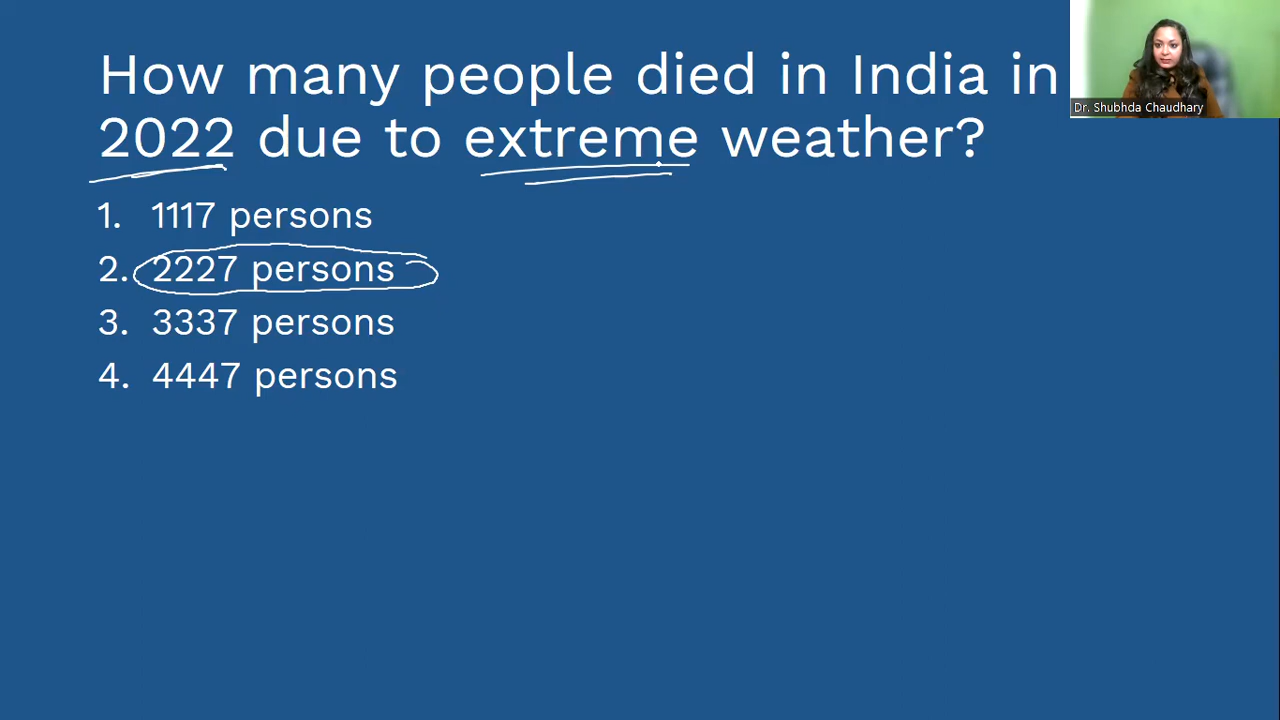 How many people died in India in
2022 due to extreme weather?
1. 1117 persons
2. 2227 persons
3. 3337 persons
4. 4447 persons
Dr. Shubhda Chaudhary